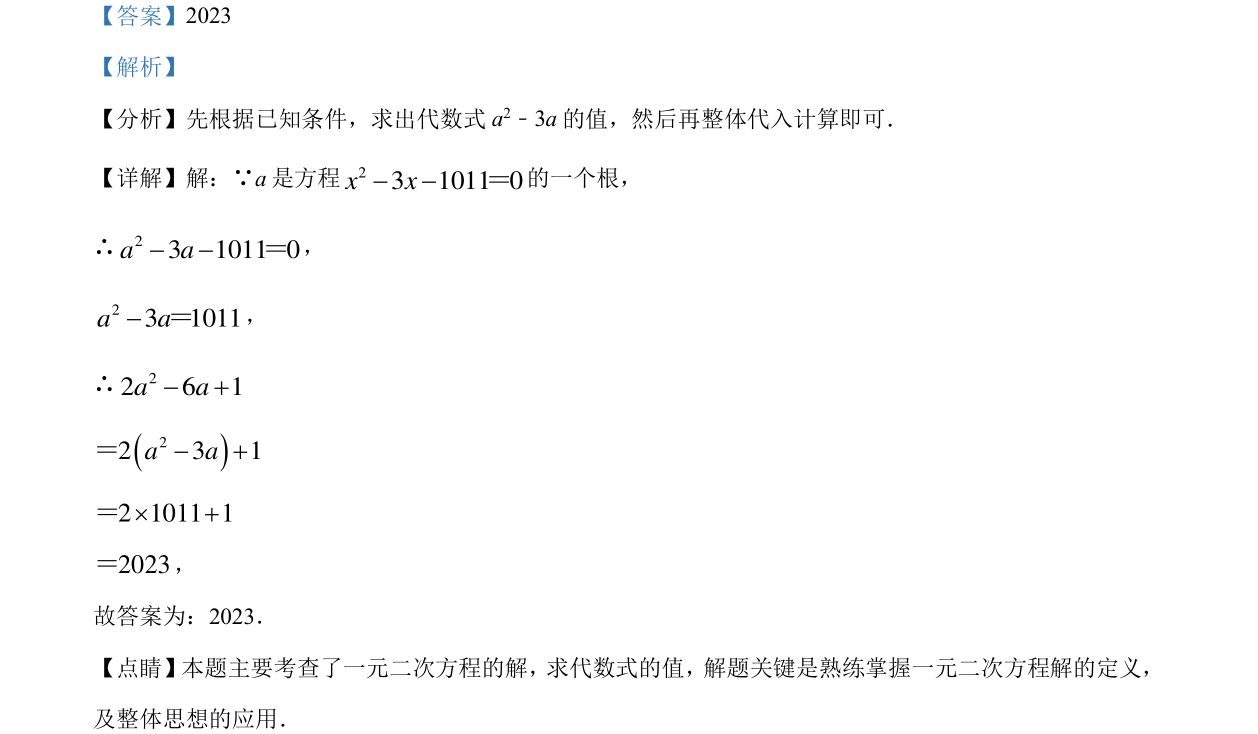 【答案】2023
【解析】
【分析】先根据已知条件，求出代数式 a²﹣3a 的值，然后再整体代入计算即可．
【详解】解：∵a 是方程 x²−3x−1011=0 的一个根，
∴ a²−3a−1011=0，
a²−3a=1011，
∴ 2a²−6a+1
=2(a²−3a)+1
=2×1011+1
=2023，
故答案为：2023．
【点睛】本题主要考查了一元二次方程的解，求代数式的值，解题关键是熟练掌握一元二次方程解的定义，
及整体思想的应用．